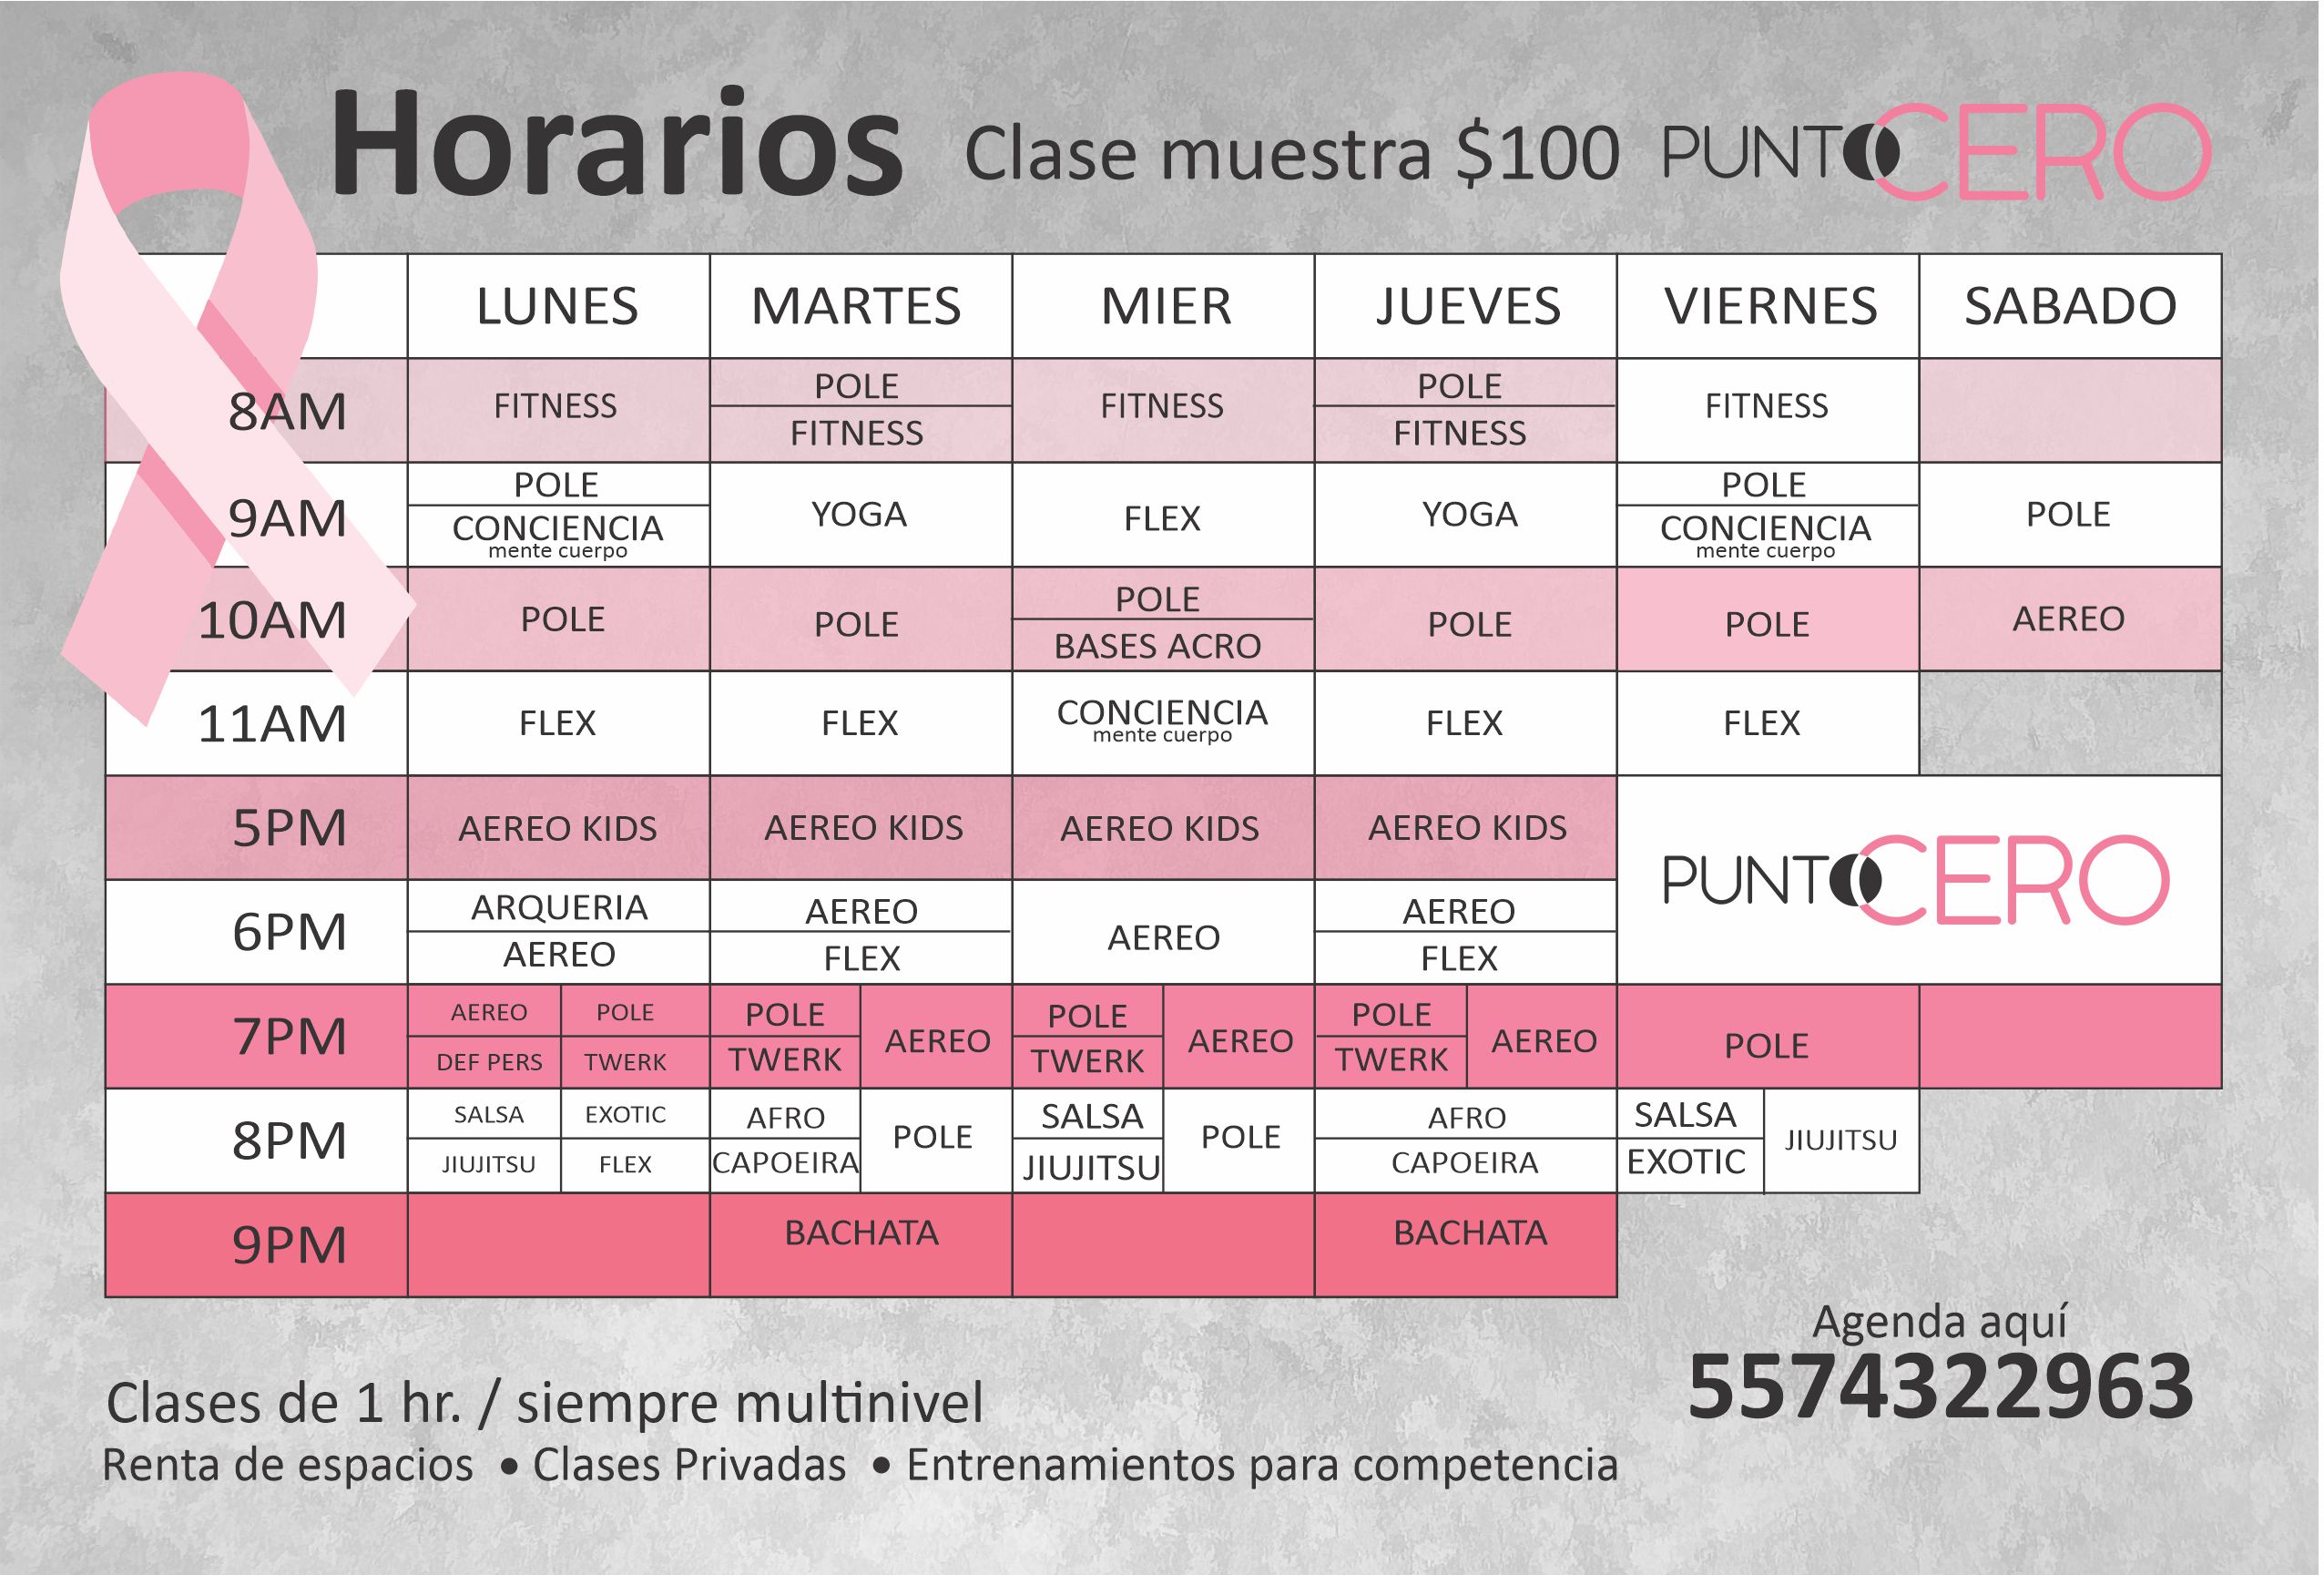 Horarios Clase muestra $100 PUNTO CERO
LUNES MARTES MIER JUEVES VIERNES SABADO
8AM FITNESS POLE FITNESS FITNESS POLE FITNESS FITNESS
9AM POLE CONCIENCIA mente cuerpo YOGA FLEX YOGA POLE CONCIENCIA mente cuerpo POLE
10AM POLE POLE POLE BASES ACRO POLE POLE AEREO
11AM FLEX FLEX CONCIENCIA mente cuerpo FLEX FLEX
5PM AEREO KIDS AEREO KIDS AEREO KIDS AEREO KIDS
PUNTO CERO
6PM ARQUERIA AEREO AEREO FLEX AEREO AEREO FLEX
7PM AEREO POLE DEF PERS TWERK POLE TWERK AEREO POLE TWERK AEREO POLE TWERK AEREO POLE
8PM SALSA EXOTIC JIUJITSU FLEX AFRO CAPOEIRA POLE SALSA JIUJITSU POLE AFRO CAPOEIRA SALSA EXOTIC JIUJITSU
9PM BACHATA BACHATA
Agenda aquí
5574322963
Clases de 1 hr. / siempre multinivel
Renta de espacios • Clases Privadas • Entrenamientos para competencia